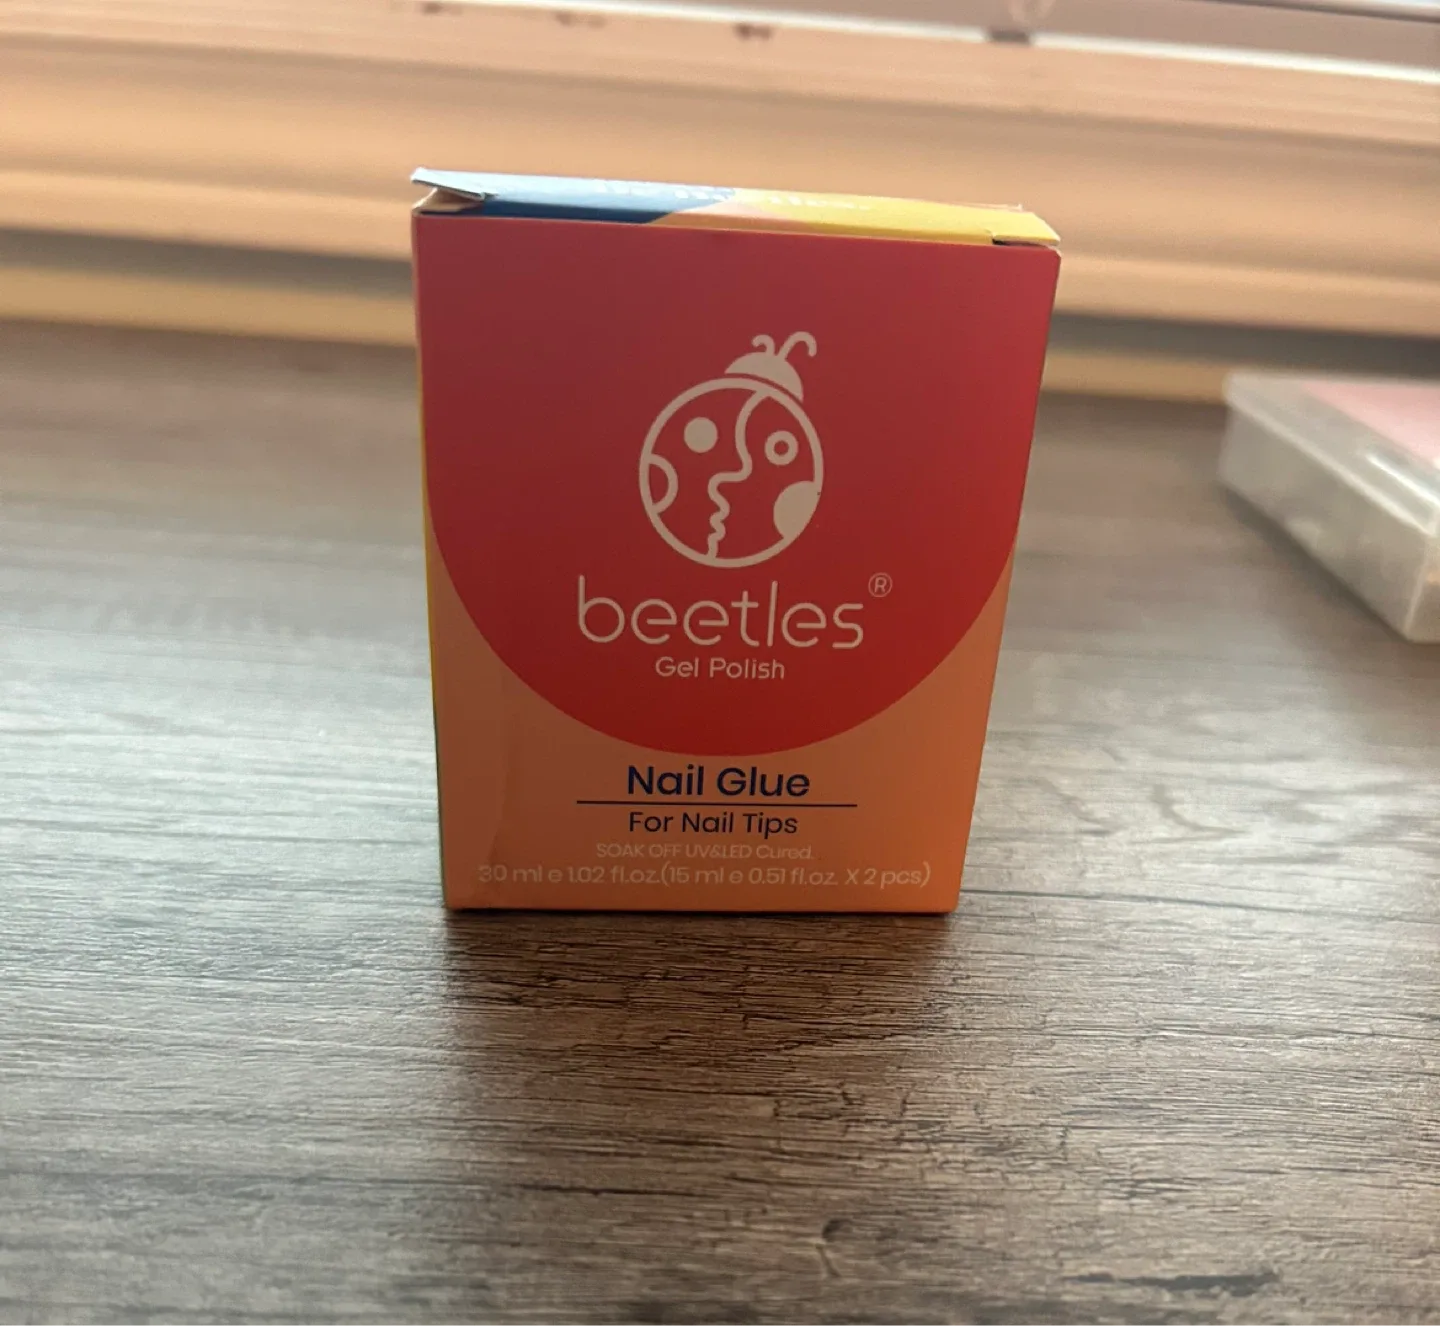 beetles®
Gel Polish
Nail Glue
For Nail Tips
SOAK OFF UV&LED Cured.
30 ml e 1.02 fl.oz.(15 ml e 0.51 fl.oz. X 2 pcs)